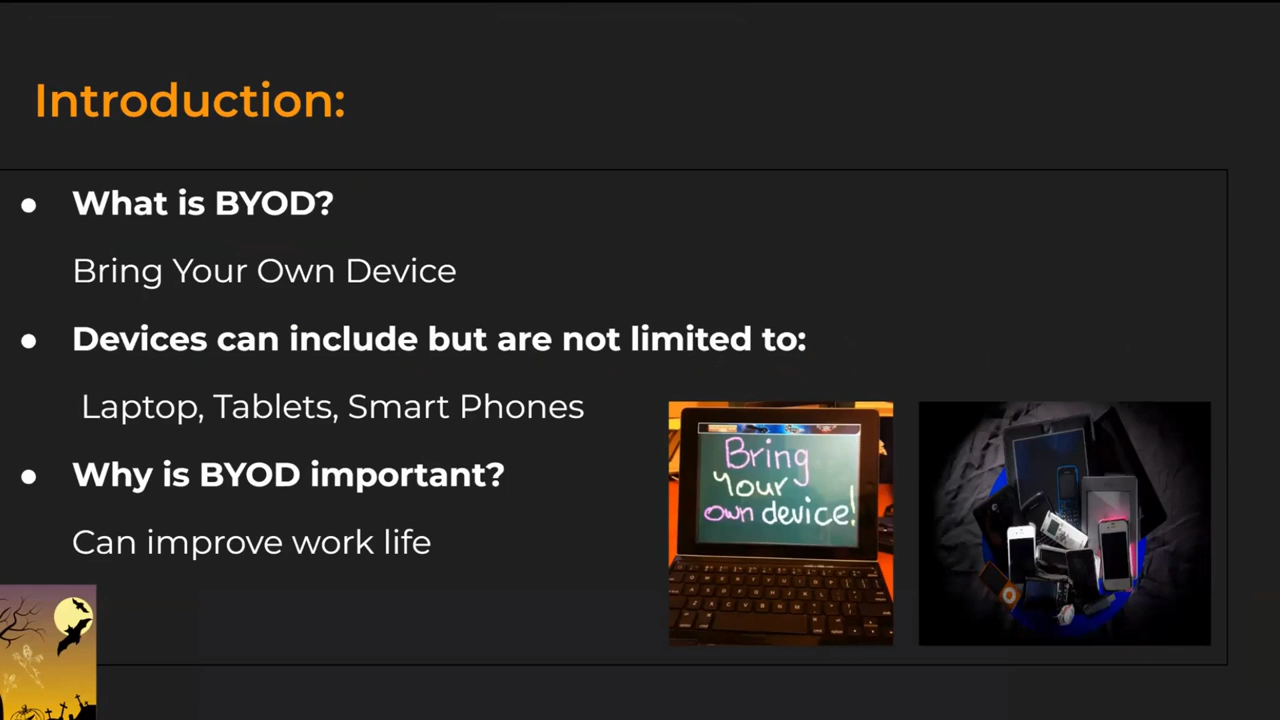 Introduction:
● What is BYOD?
Bring Your Own Device
● Devices can include but are not limited to:
Laptop, Tablets, Smart Phones
● Why is BYOD important?
Can improve work life
Bring
Your
own device!